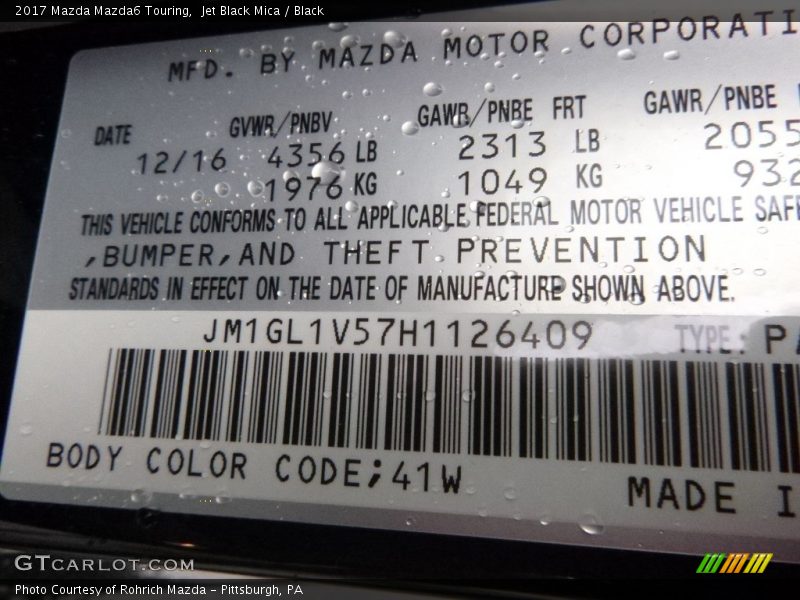 2017 Mazda Mazda6 Touring, Jet Black Mica / Black
MFD. BY MAZDA MOTOR CORPORATI
DATE GVWR/PNBV GAWR/PNBE FRT GAWR/PNBE
12/16 4356 LB 2313 LB 2055
1976 KG 1049 KG 932
THIS VEHICLE CONFORMS TO ALL APPLICABLE FEDERAL MOTOR VEHICLE SAF
,BUMPER,AND THEFT PREVENTION
STANDARDS IN EFFECT ON THE DATE OF MANUFACTURE SHOWN ABOVE.
JM1GL1V57H1126409 TYPE: PA
BODY COLOR CODE;41W
MADE I
GTCARLOT.COM
Photo Courtesy of Rohrich Mazda - Pittsburgh, PA